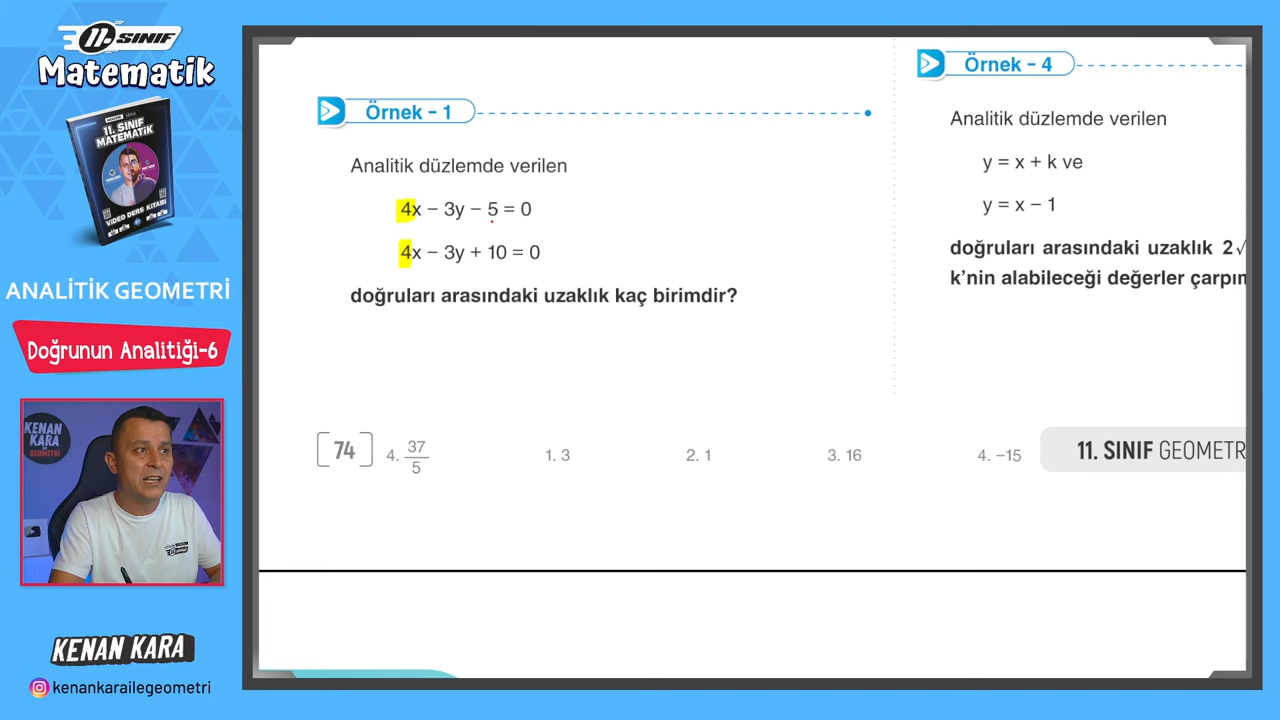 11.SINIF
Matematik
11. SINIF
MATEMATİK
VİDEO DERS KİTABI
ANALİTİK GEOMETRİ
Doğrunun Analitiği-6
KENAN
KARA
GEOMETRİ
11.SINIF
KENAN KARA
kenankarailegeometri
Örnek - 1
Analitik düzlemde verilen
4x − 3y − 5 = 0
4x − 3y + 10 = 0
doğruları arasındaki uzaklık kaç birimdir?
Örnek - 4
Analitik düzlemde verilen
y = x + k ve
y = x − 1
doğruları arasındaki uzaklık 2√
k'nin alabileceği değerler çarpım
74 4. 37/5 1. 3 2. 1 3. 16 4. −15 11. SINIF GEOMETR